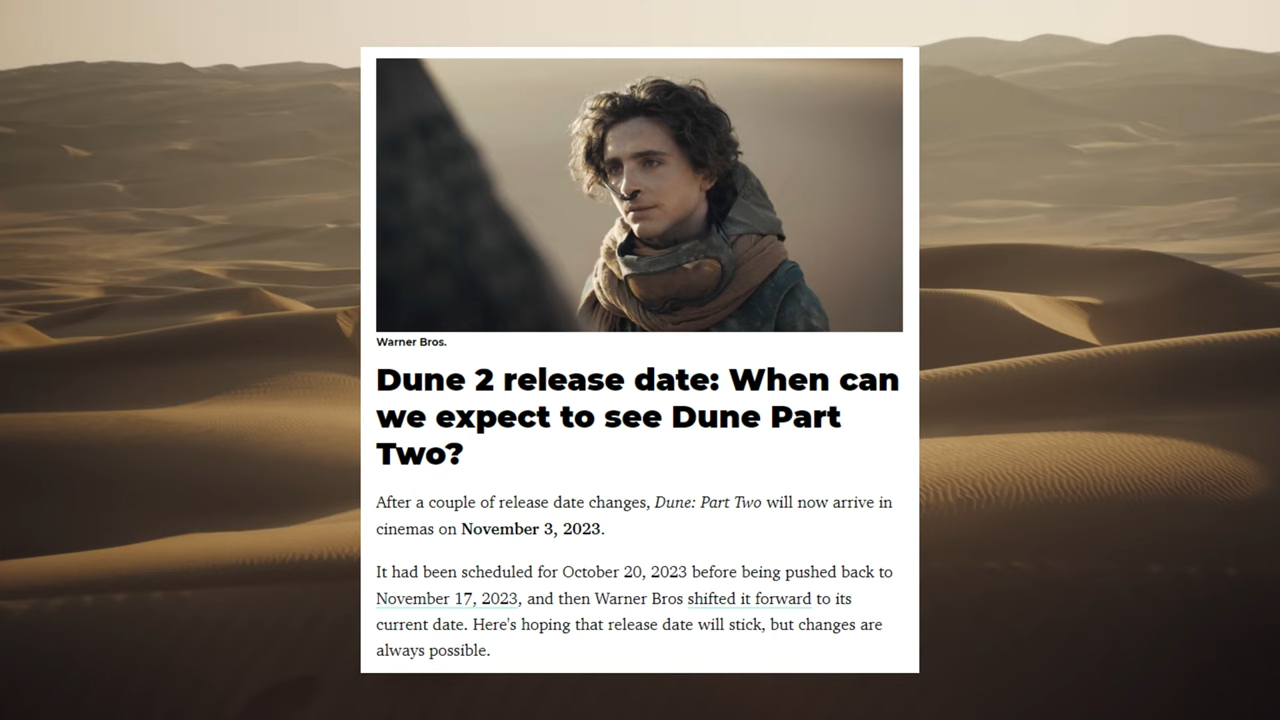 Warner Bros.
Dune 2 release date: When can
we expect to see Dune Part
Two?
After a couple of release date changes, Dune: Part Two will now arrive in
cinemas on November 3, 2023.
It had been scheduled for October 20, 2023 before being pushed back to
November 17, 2023, and then Warner Bros shifted it forward to its
current date. Here's hoping that release date will stick, but changes are
always possible.